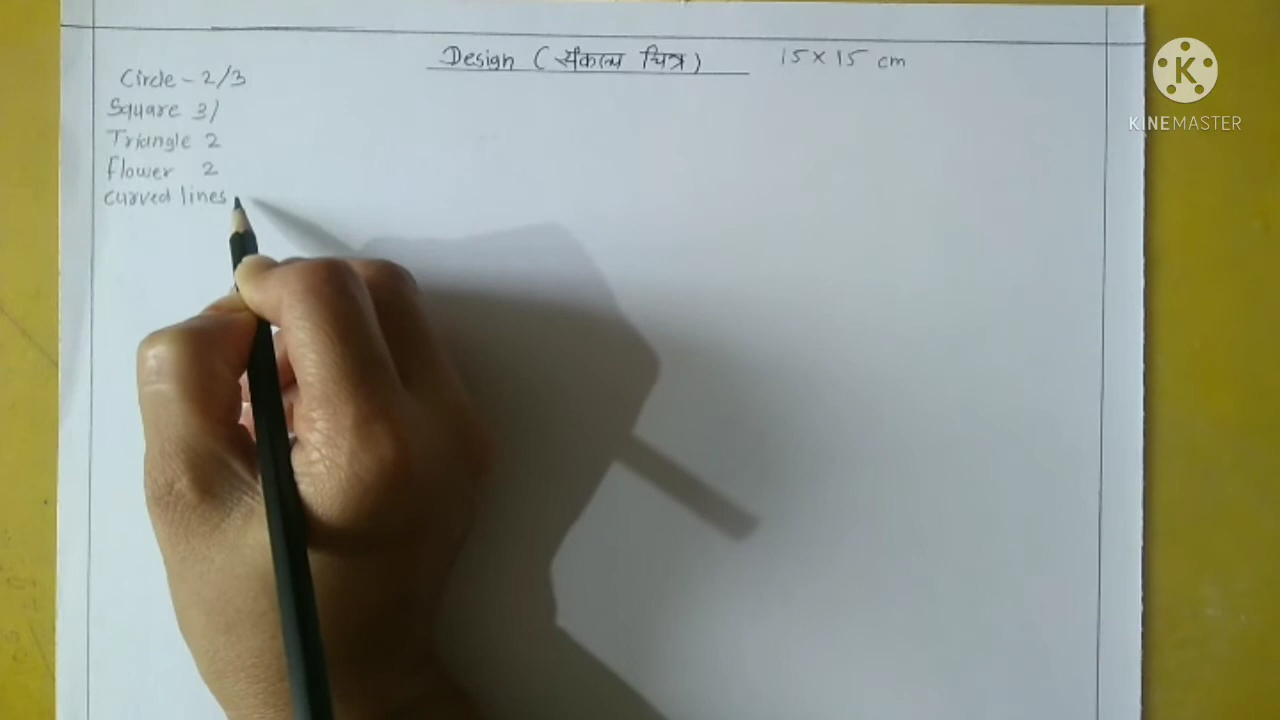 Design (संकल्प चित्र) 15 × 15 cm
Circle - 2/3
Square 3/
Triangle 2
flower 2
curved lines
KINEMASTER